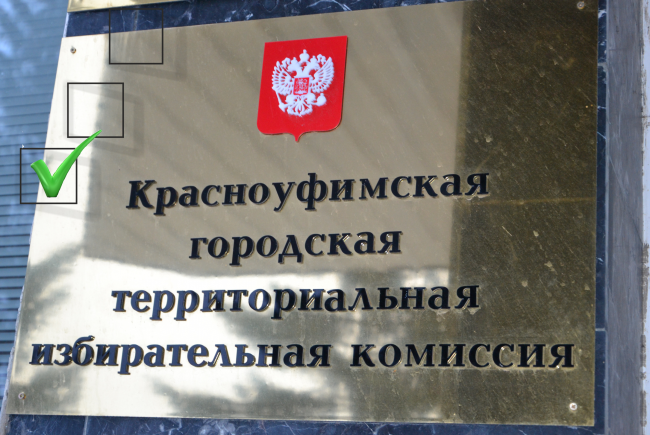 Красноуфимская
городская
территориальная
избирательная комиссия